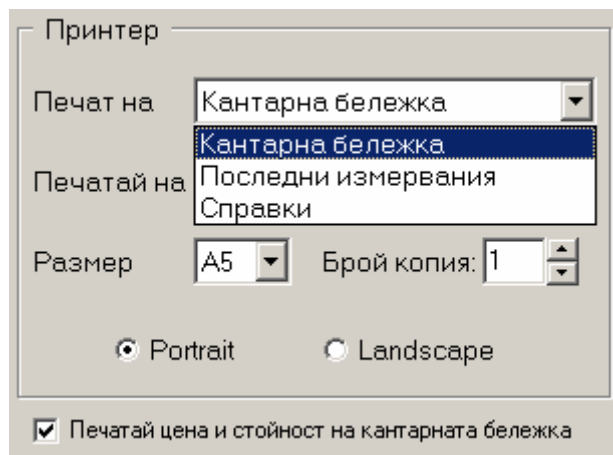 Принтер
Печат на Кантарна бележка
Кантарна бележка
Печатай на Последни измервания
Справки
Размер A5 Брой копия: 1
Portrait Landscape
Печатай цена и стойност на кантарната бележка